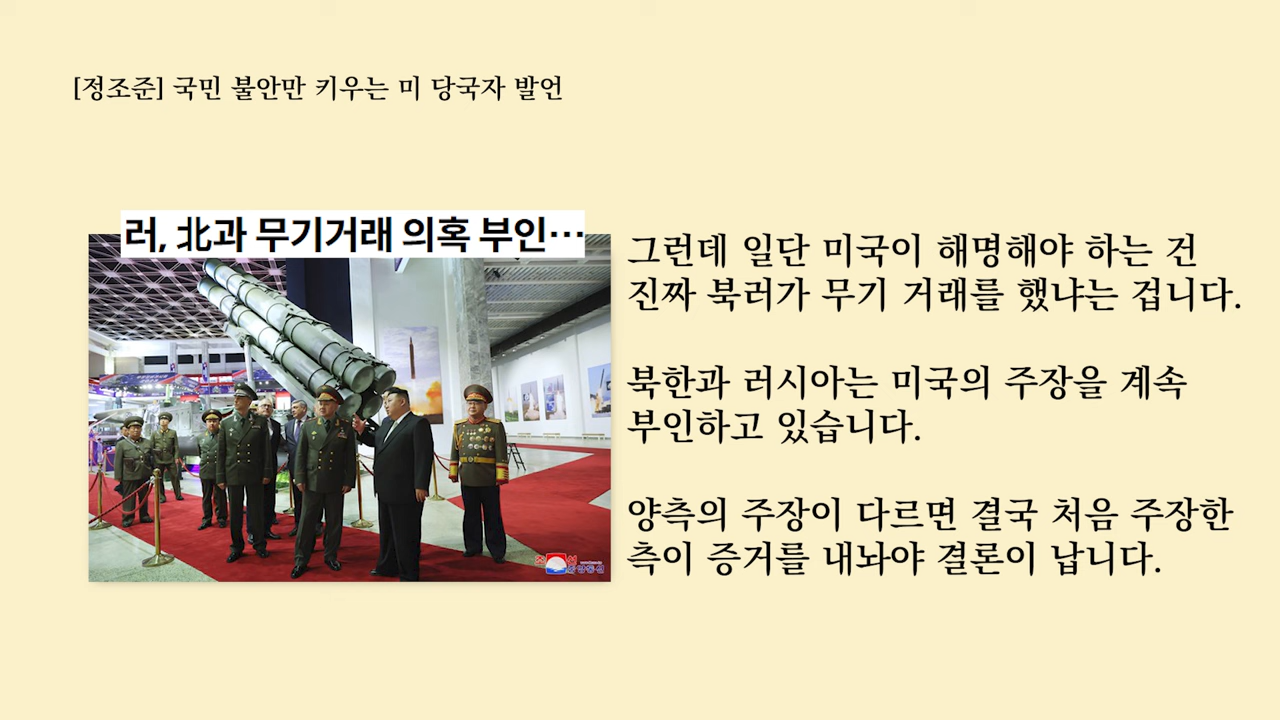 [정조준] 국민 불안만 키우는 미 당국자 발언
러, 北과 무기거래 의혹 부인…
그런데 일단 미국이 해명해야 하는 건
진짜 북러가 무기 거래를 했냐는 겁니다.
북한과 러시아는 미국의 주장을 계속
부인하고 있습니다.
양측의 주장이 다르면 결국 처음 주장한
측이 증거를 내놔야 결론이 납니다.